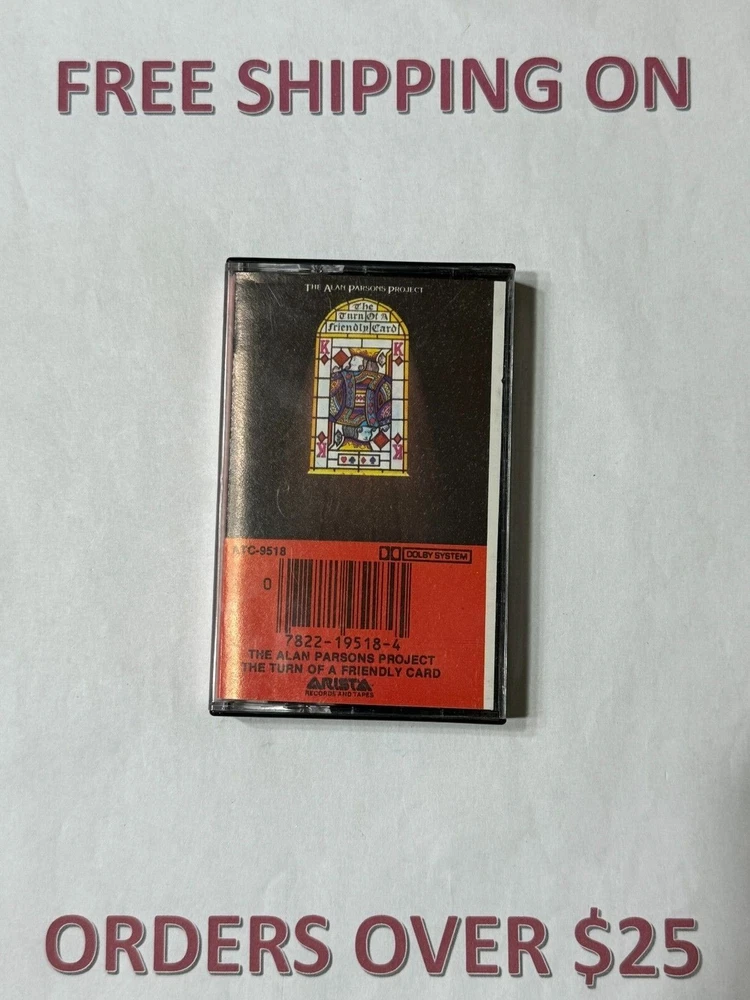 FREE SHIPPING ON
THE ALAN PARSONS PROJECT
The
Turn Of A
Friendly Card
K K
K K
ATC-9518
DOLBY SYSTEM
0
7822-19518-4
THE ALAN PARSONS PROJECT
THE TURN OF A FRIENDLY CARD
ARISTA
RECORDS AND TAPES
ORDERS OVER $25